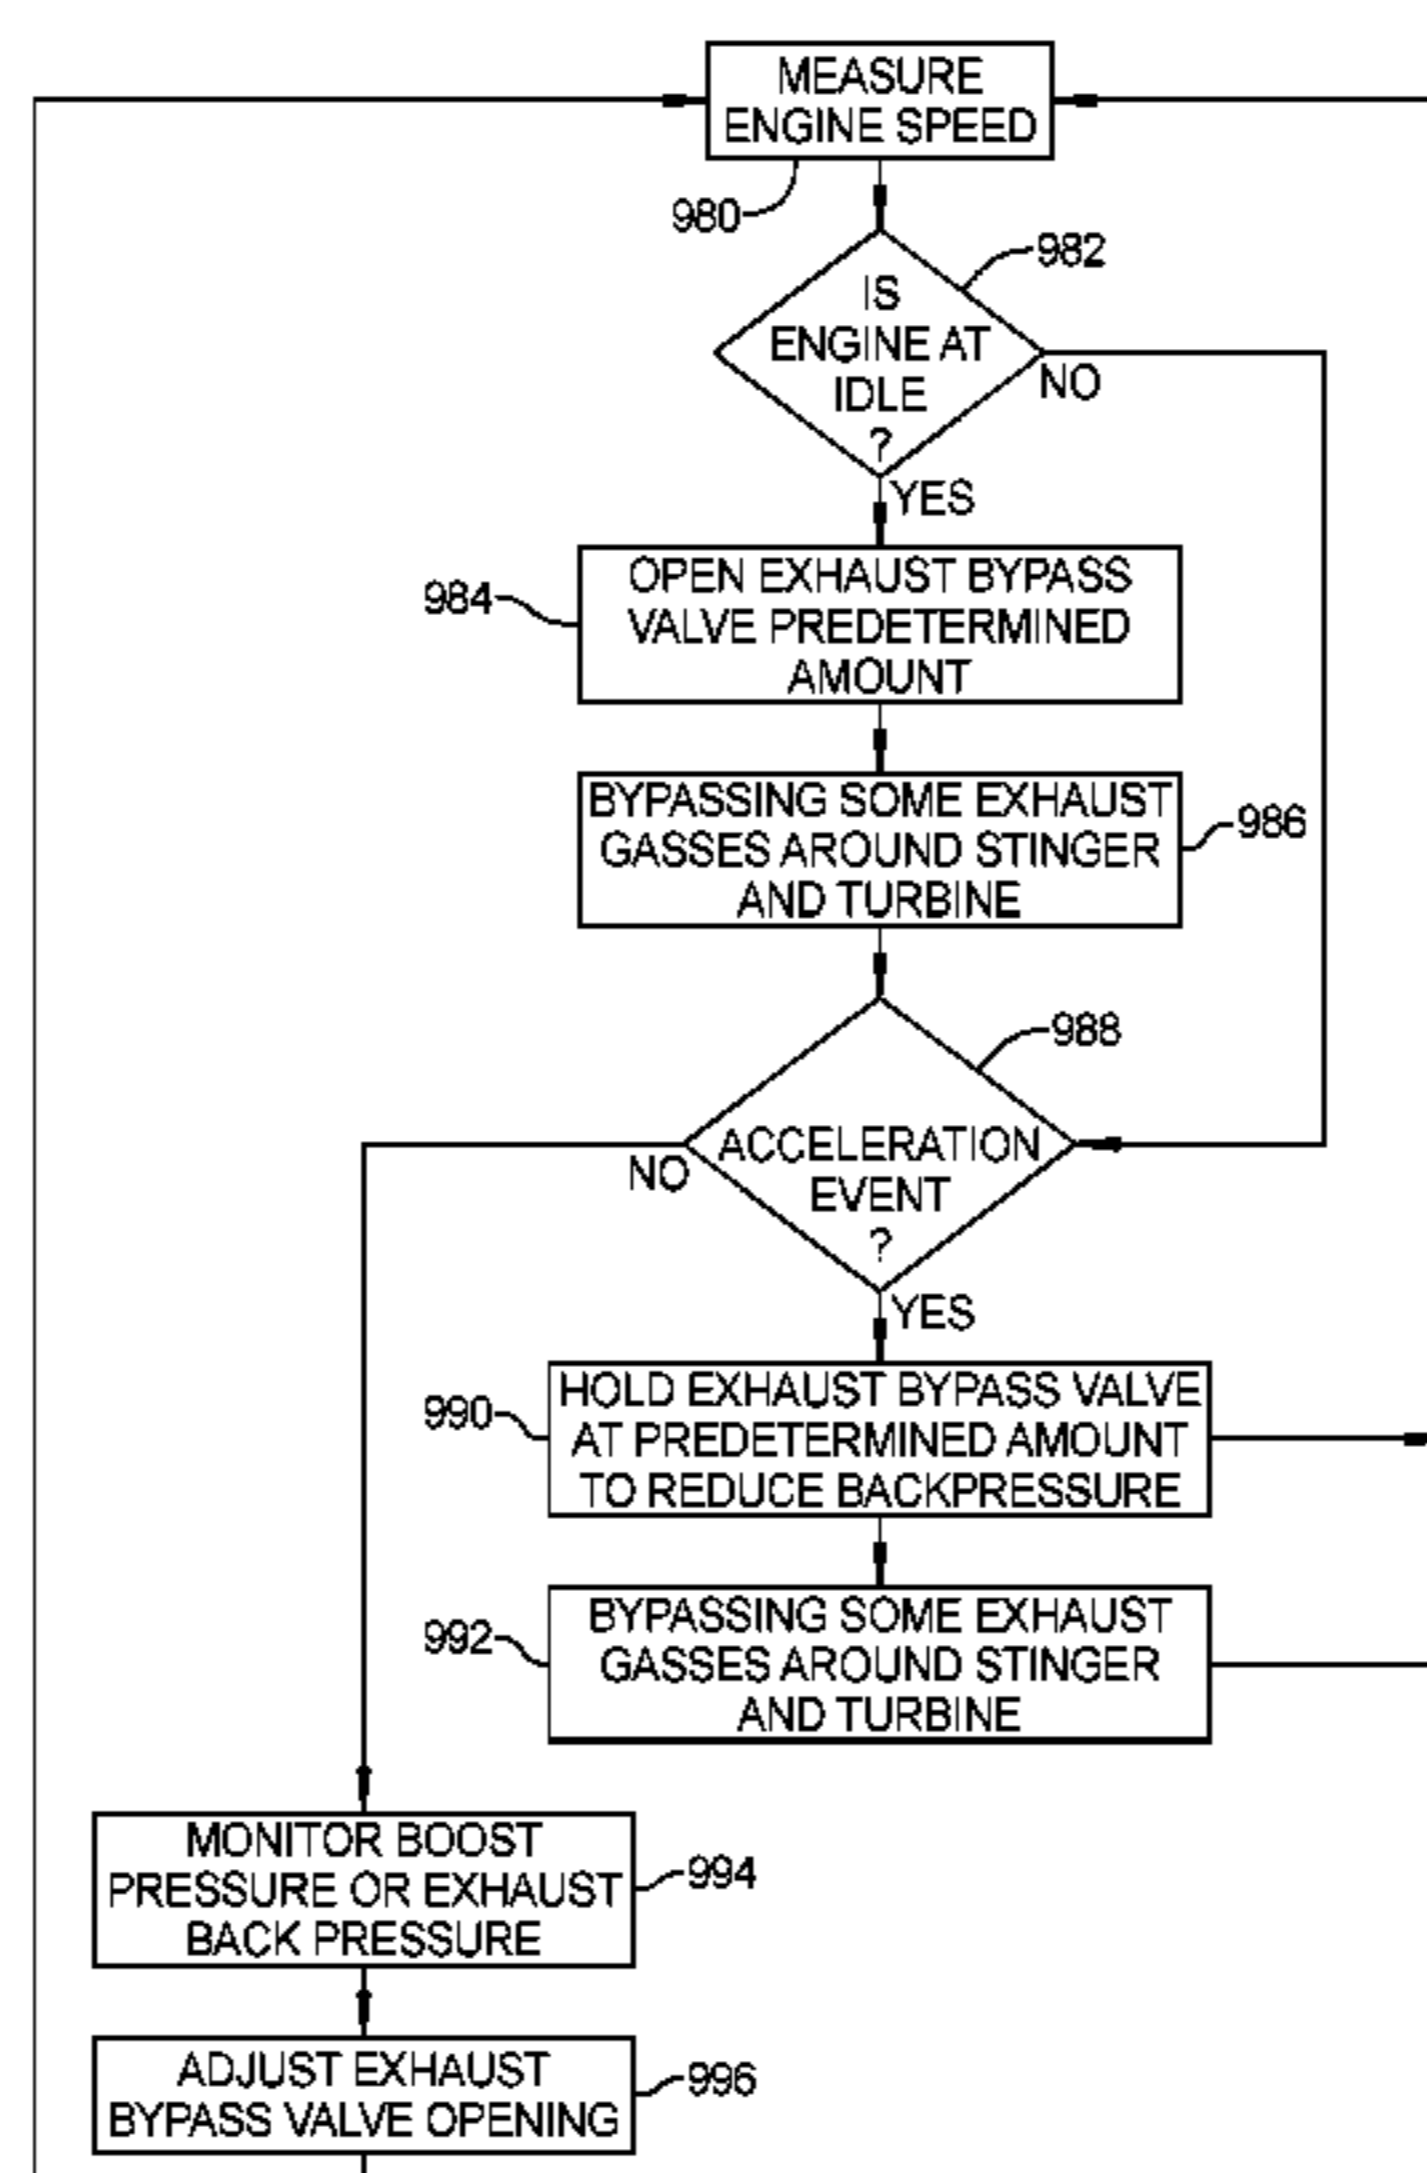 MEASURE
ENGINE SPEED
980
982
IS
ENGINE AT
IDLE
?
NO
YES
984
OPEN EXHAUST BYPASS
VALVE PREDETERMINED
AMOUNT
BYPASSING SOME EXHAUST
GASSES AROUND STINGER
AND TURBINE
986
988
ACCELERATION
EVENT
?
NO
YES
990
HOLD EXHAUST BYPASS VALVE
AT PREDETERMINED AMOUNT
TO REDUCE BACKPRESSURE
992
BYPASSING SOME EXHAUST
GASSES AROUND STINGER
AND TURBINE
MONITOR BOOST
PRESSURE OR EXHAUST
BACK PRESSURE
994
ADJUST EXHAUST
BYPASS VALVE OPENING
996